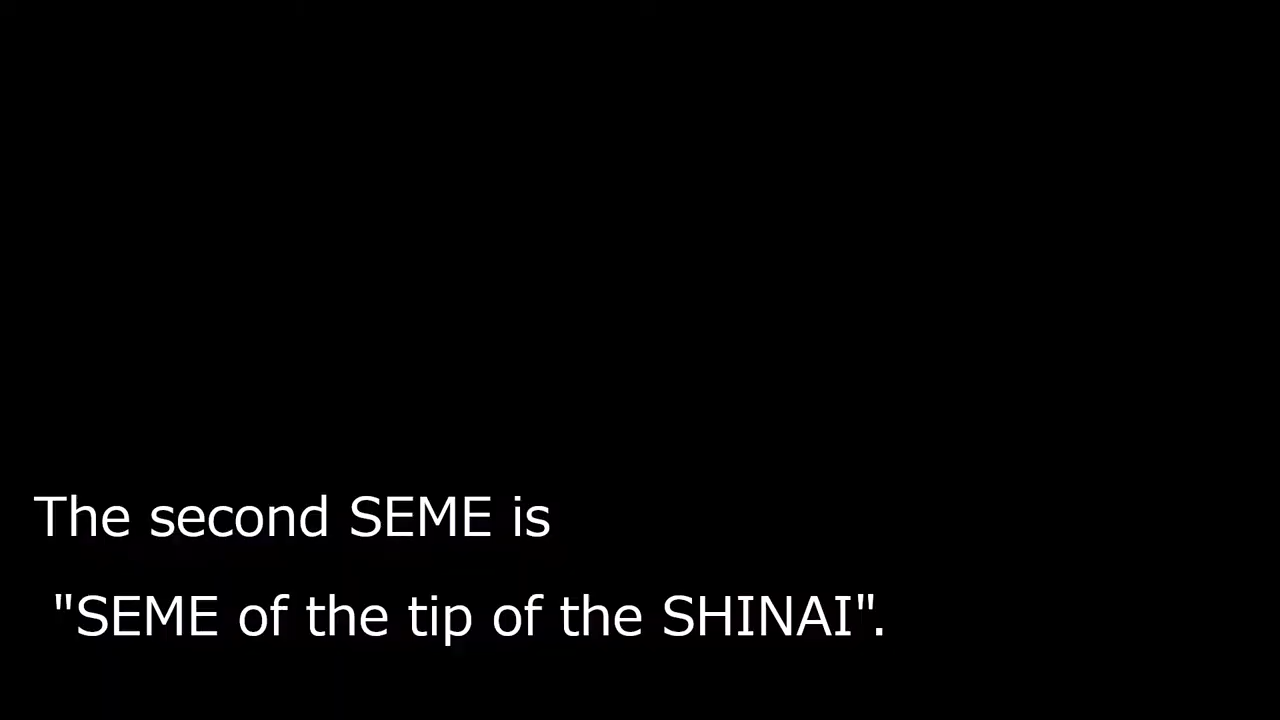 The second SEME is
"SEME of the tip of the SHINAI".